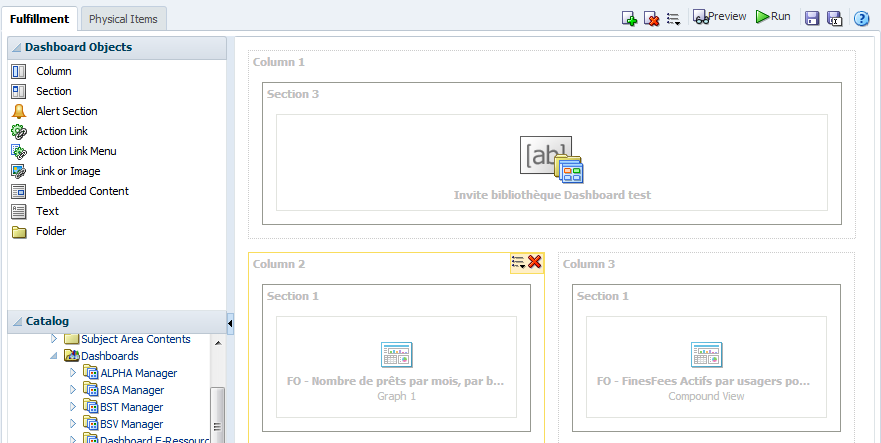 Fulfillment
Physical Items
Preview
Run
Dashboard Objects
Column
Section
Alert Section
Action Link
Action Link Menu
Link or Image
Embedded Content
Text
Folder
Catalog
Subject Area Contents
Dashboards
ALPHA Manager
BSA Manager
BST Manager
BSV Manager
Dashboard E-Ressourc
Column 1
Section 3
[ab]
Invite bibliothèque Dashboard test
Column 2
Section 1
FO - Nombre de prêts par mois, par b...
Graph 1
Column 3
Section 1
FO - FinesFees Actifs par usagers po...
Compound View